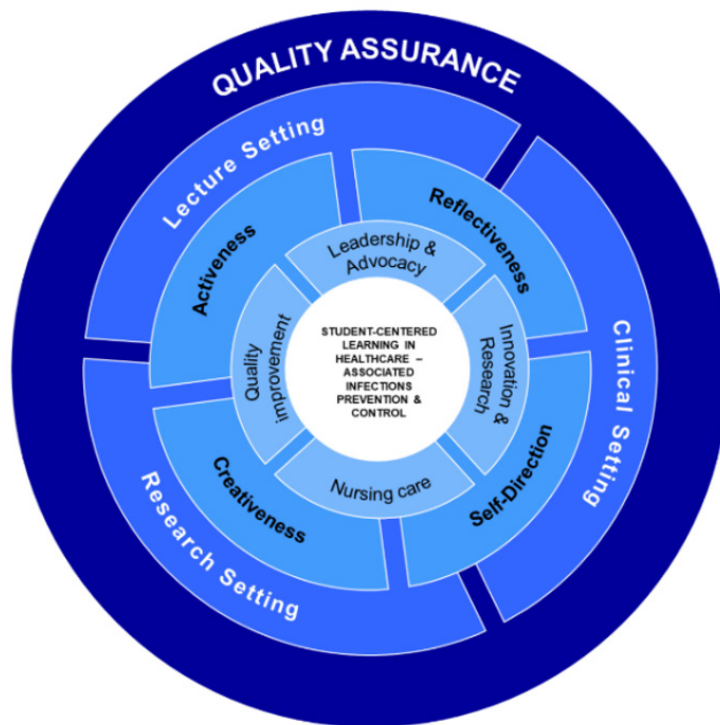 QUALITY ASSURANCE
Lecture Setting
Activeness
Reflectiveness
Leadership &
Advocacy
Quality
improvement
STUDENT-CENTERED
LEARNING IN
HEALTHCARE –
ASSOCIATED
INFECTIONS
PREVENTION &
CONTROL
Innovation &
Research
Clinical Setting
Nursing care
Creativeness
Self-Direction
Research Setting